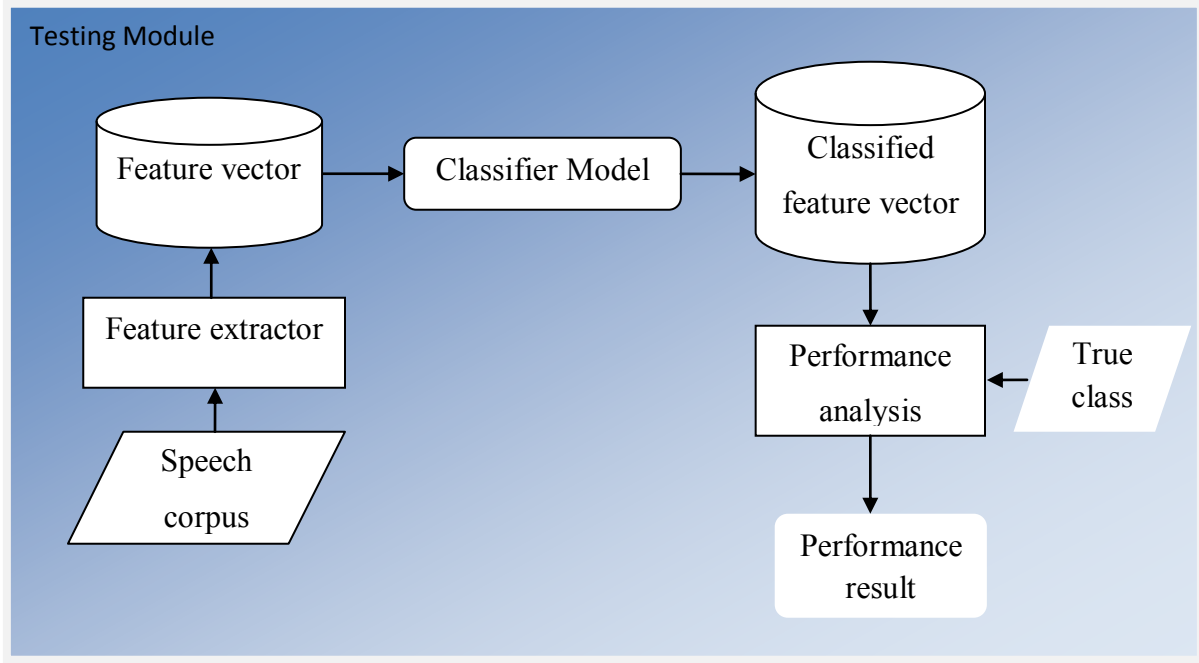 Testing Module
Feature vector
Classifier Model
Classified
feature vector
Feature extractor
Performance
analysis
True
class
Speech
corpus
Performance
result